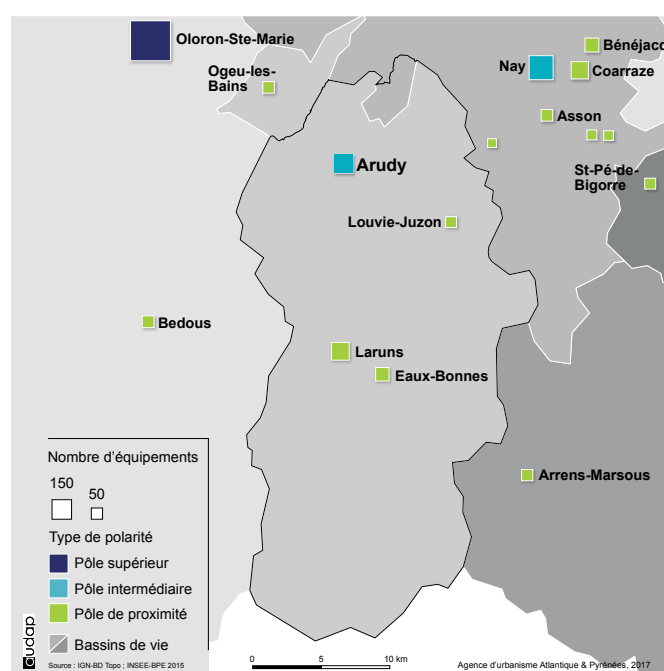 Oloron-Ste-Marie
Bénéjacq
Nay
Coarraze
Ogeu-les-
Bains
Asson
Arudy
St-Pé-de-
Bigorre
Louvie-Juzon
Bedous
Laruns
Eaux-Bonnes
Arrens-Marsous
Nombre d'équipements
150
50
Type de polarité
Pôle supérieur
Pôle intermédiaire
Pôle de proximité
Bassins de vie
audap
Source : IGN-BD Topo ; INSEE-BPE 2015
0 5 10 km
Agence d'urbanisme Atlantique & Pyrénées, 2017